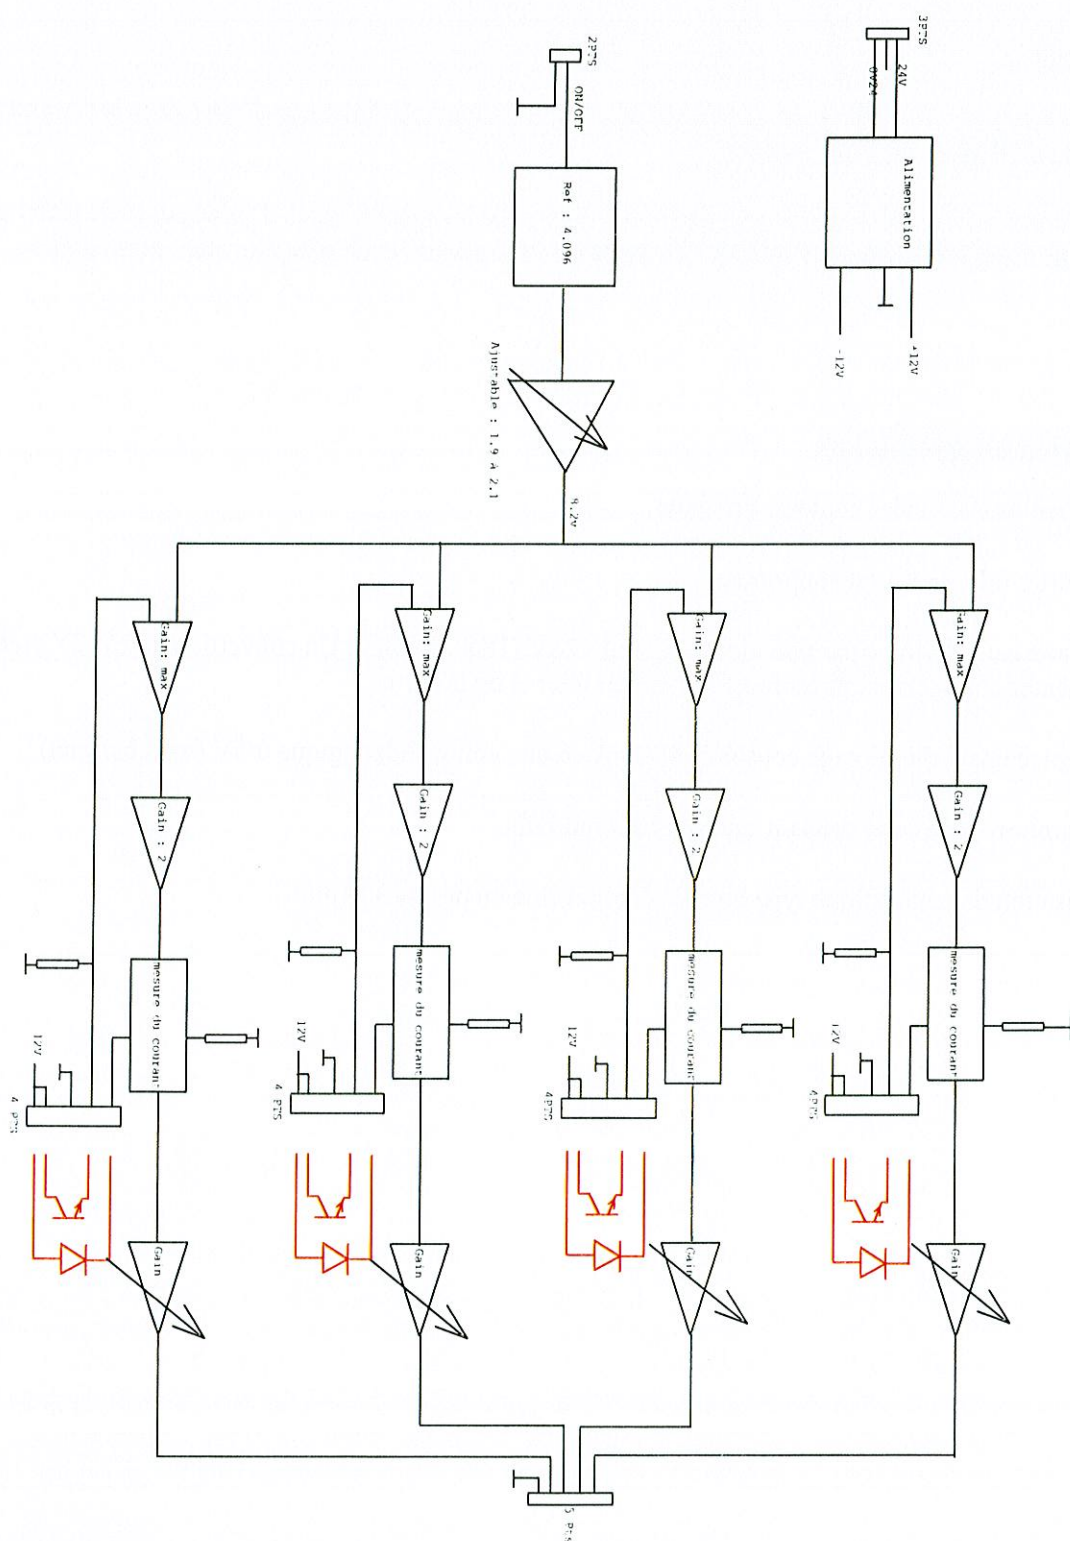 3PTS
24V
0V24
Alimentation
+12V
-12V
2PTS
ON/OFF
Ref : 4.096
Ajustable : 1.9 à 2.1
8.2V
Gain: max
Gain : 2
mesure du courant
12V
4PTS
Gain
Gain: max
Gain : 2
mesure du courant
12V
4PTS
Gain
Gain: max
Gain : 2
mesure du courant
12V
4 PTS
Gain
Gain: max
Gain : 2
mesure du courant
12V
4 PTS
Gain
5 PTS